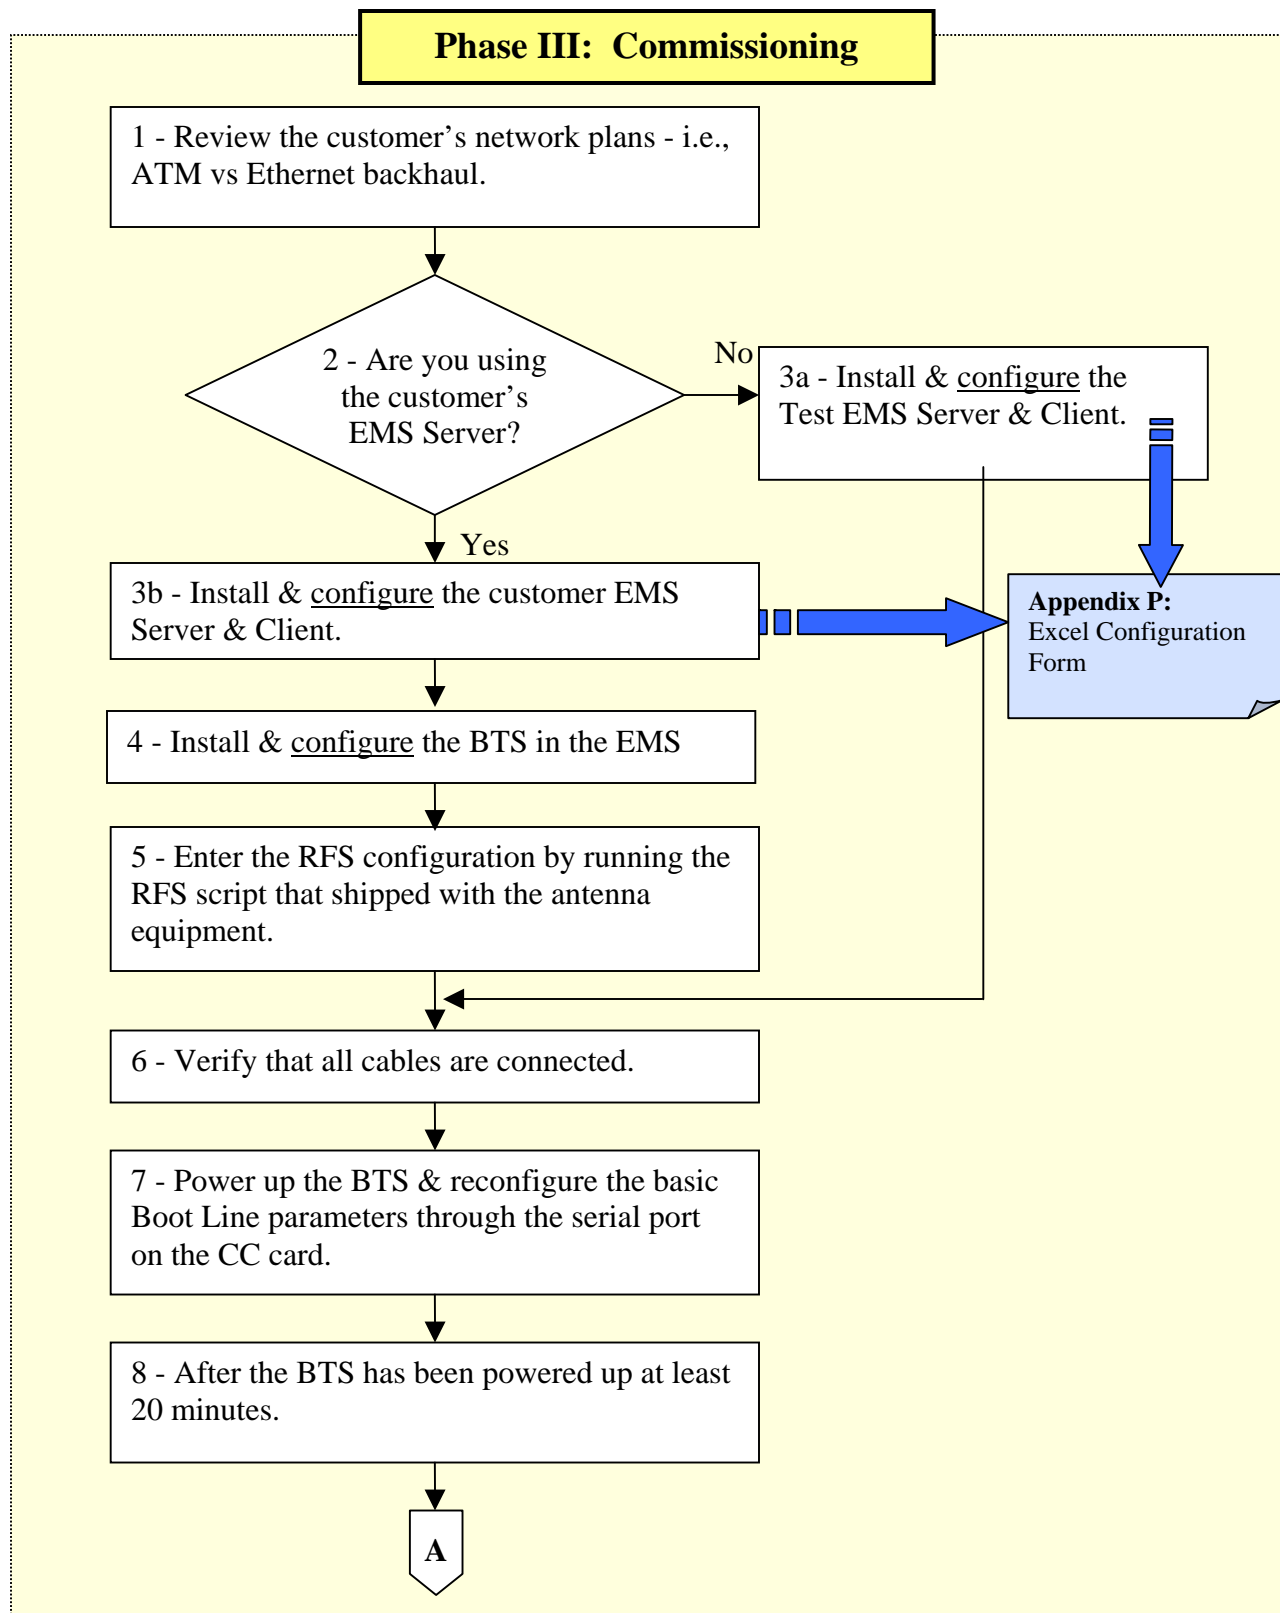 Phase III:  Commissioning
1 - Review the customer’s network plans - i.e.,
ATM vs Ethernet backhaul.
2 - Are you using
the customer’s
EMS Server?
No
3a - Install & configure the
Test EMS Server & Client.
Yes
3b - Install & configure the customer EMS
Server & Client.
Appendix P:
Excel Configuration
Form
4 - Install & configure the BTS in the EMS
5 - Enter the RFS configuration by running the
RFS script that shipped with the antenna
equipment.
6 - Verify that all cables are connected.
7 - Power up the BTS & reconfigure the basic
Boot Line parameters through the serial port
on the CC card.
8 - After the BTS has been powered up at least
20 minutes.
A